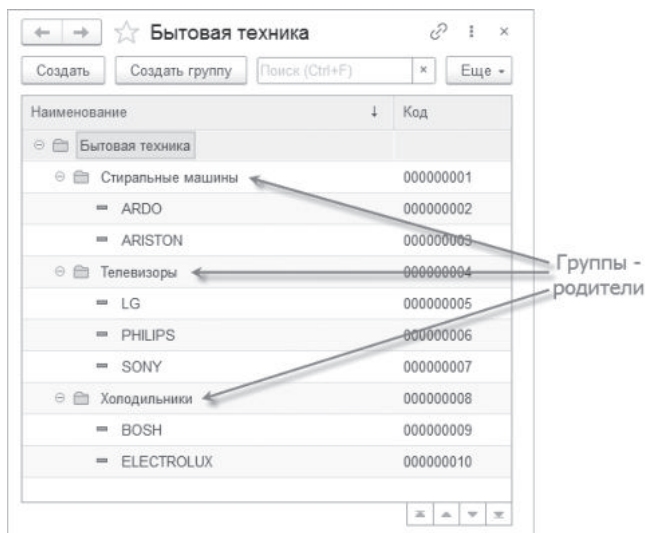 Бытовая техника
Создать Создать группу Поиск (Ctrl+F) × Еще
Наименование ↓ Код
Бытовая техника
Стиральные машины 000000001
ARDO 000000002
ARISTON 000000003
Телевизоры 000000004
LG 000000005
PHILIPS 000000006
SONY 000000007
Холодильники 000000008
BOSH 000000009
ELECTROLUX 000000010
Группы -
родители